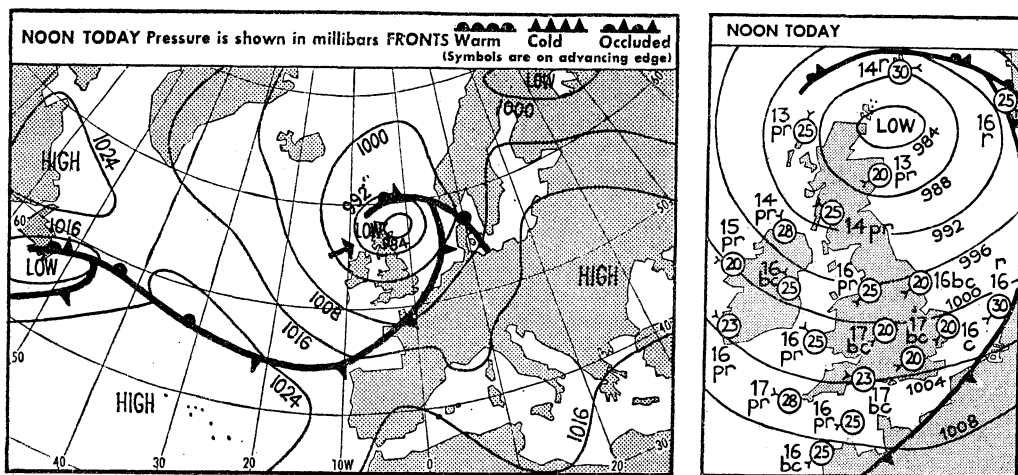 NOON TODAY Pressure is shown in millibars FRONTS Warm Cold Occluded
(Symbols are on advancing edge)
LOW
1000
1000
1024
HIGH
992
LOW
984
60
1016
LOW
50
HIGH
1008
1016
40
1024
HIGH
1016
30
40 30 20 10W 0 20
NOON TODAY
14 r 30
25
13
pr 25
LOW
984
16
r
20 13
pr
988
25
14 pr
14
pr 28
992
15
pr
20
996
r
16
bc 25
16
pr 25
20 16 bc
1000
16
30
23
16
pr
16
pr 25
17
bc 20
17
bc 20
16
c
20
1004
23
17
bc
17
pr 28
16
pr 25
1008
16
bc 25